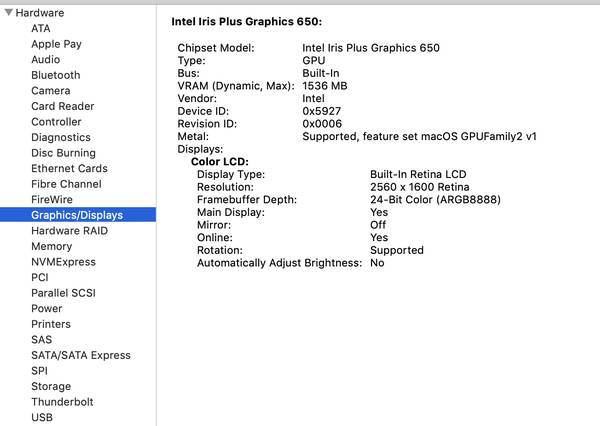 Hardware
ATA
Apple Pay
Audio
Bluetooth
Camera
Card Reader
Controller
Diagnostics
Disc Burning
Ethernet Cards
Fibre Channel
FireWire
Graphics/Displays
Hardware RAID
Memory
NVMExpress
PCI
Parallel SCSI
Power
Printers
SAS
SATA/SATA Express
SPI
Storage
Thunderbolt
USB
Intel Iris Plus Graphics 650:
Chipset Model: Intel Iris Plus Graphics 650
Type: GPU
Bus: Built-In
VRAM (Dynamic, Max): 1536 MB
Vendor: Intel
Device ID: 0x5927
Revision ID: 0x0006
Metal: Supported, feature set macOS GPUFamily2 v1
Displays:
Color LCD:
Display Type: Built-In Retina LCD
Resolution: 2560 x 1600 Retina
Framebuffer Depth: 24-Bit Color (ARGB8888)
Main Display: Yes
Mirror: Off
Online: Yes
Rotation: Supported
Automatically Adjust Brightness: No